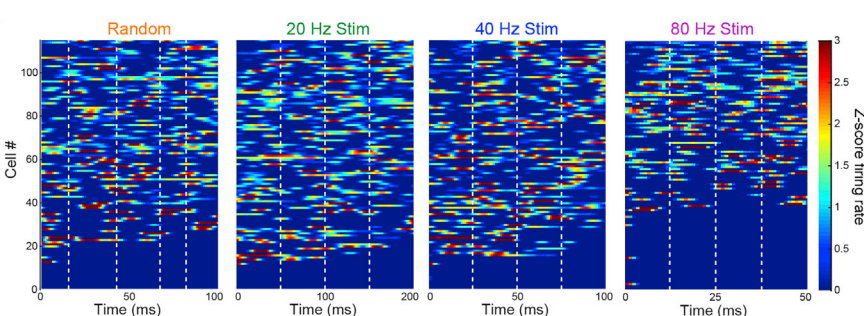 Random
20 Hz Stim
40 Hz Stim
80 Hz Stim
Cell #
100
80
60
40
20
0
0 50 100
Time (ms)
0 100 200
Time (ms)
0 50 100
Time (ms)
0 25 50
Time (ms)
3
2.5
2
1.5
1
0.5
0
Z-score firing rate